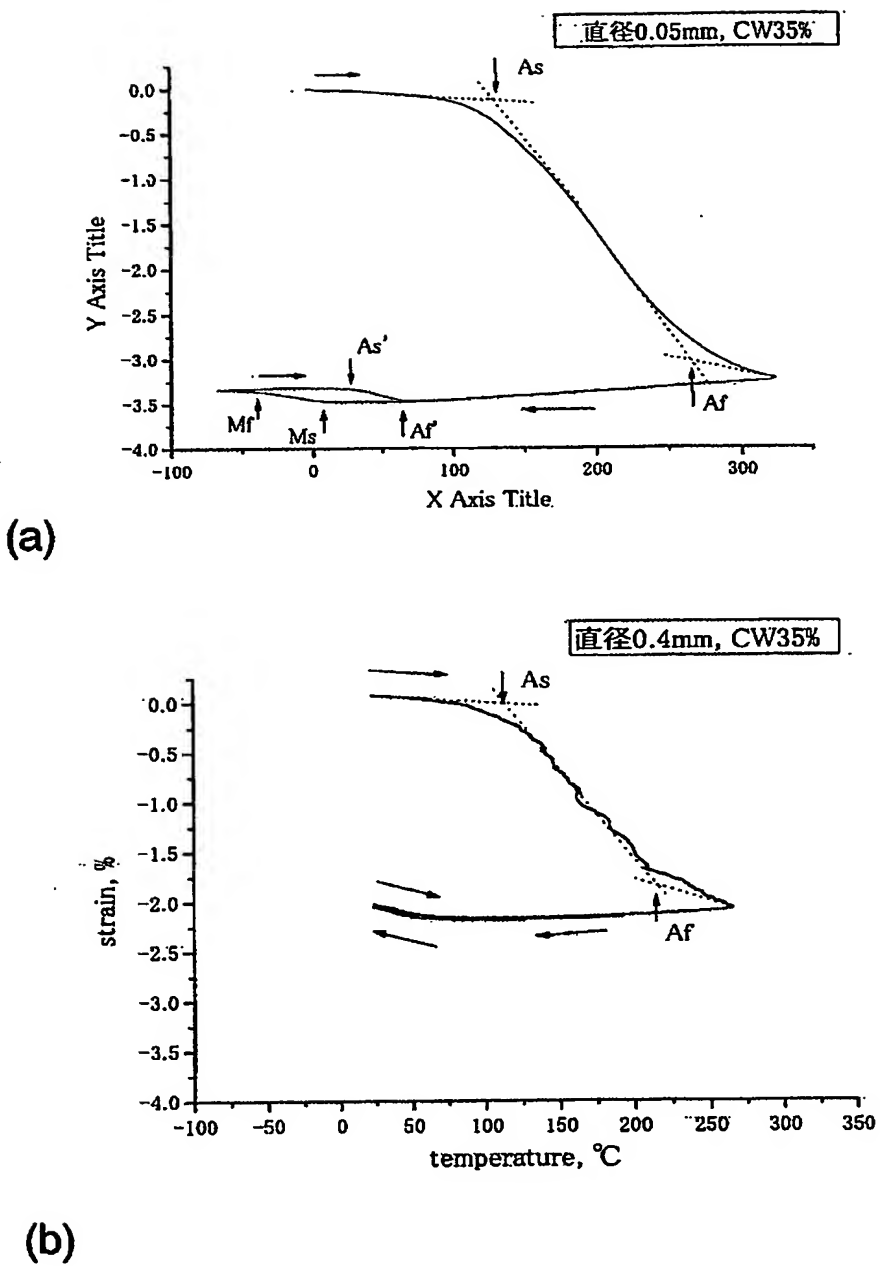 直径0.05mm, CW35%
As
0.0
-0.5
-1.0
-1.5
-2.0
-2.5
-3.0
-3.5
-4.0
Y Axis Title
As'
Mf
Ms
Af'
Af
-100
0
100
200
300
X Axis Title
(a)
直径0.4mm, CW35%
As
0.0
-0.5
-1.0
-1.5
-2.0
-2.5
-3.0
-3.5
-4.0
strain, %
Af
-100
-50
0
50
100
150
200
250
300
350
temperature, ℃
(b)